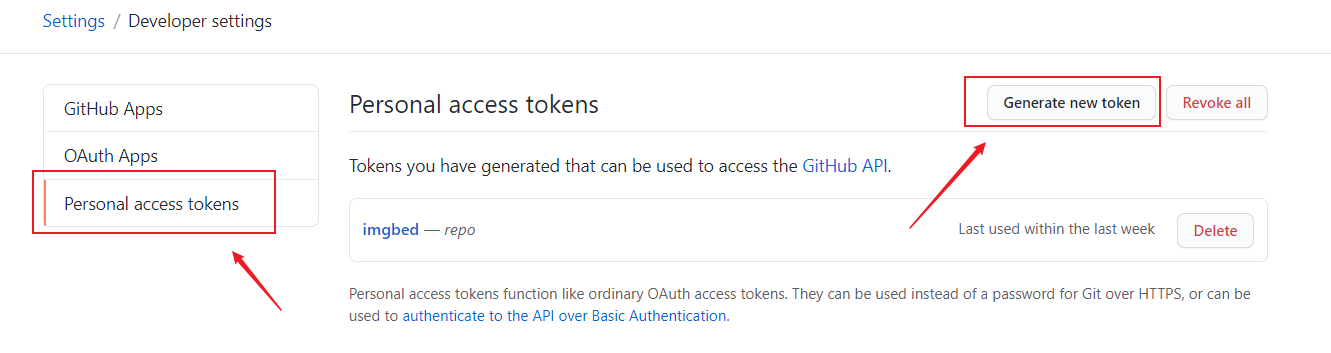 Settings / Developer settings
GitHub Apps
OAuth Apps
Personal access tokens
Personal access tokens
Generate new token
Revoke all
Tokens you have generated that can be used to access the GitHub API.
imgbed — repo
Last used within the last week
Delete
Personal access tokens function like ordinary OAuth access tokens. They can be used instead of a password for Git over HTTPS, or can be
used to authenticate to the API over Basic Authentication.